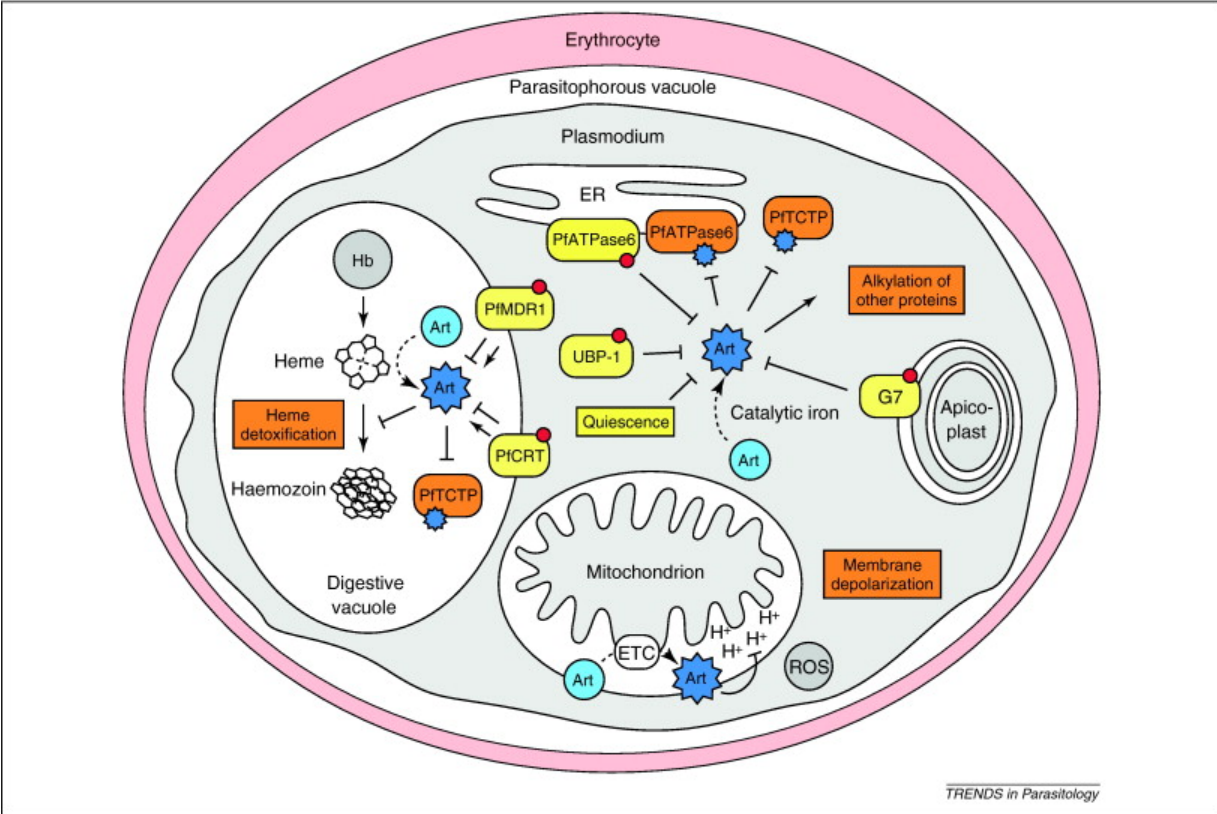 Erythrocyte
Parasitophorous vacuole
Plasmodium
ER
PfATPase6
PfATPase6
PfTCTP
Hb
Alkylation of
other proteins
PfMDR1
Art
Art
UBP-1
Heme
Art
G7
Apico-
plast
Heme
detoxification
Quiescence
Catalytic iron
PfCRT
Art
Haemozoin
PfTCTP
Mitochondrion
Membrane
depolarization
Digestive
vacuole
H+
H+
H+
H+
ETC
ROS
Art
Art
TRENDS in Parasitology